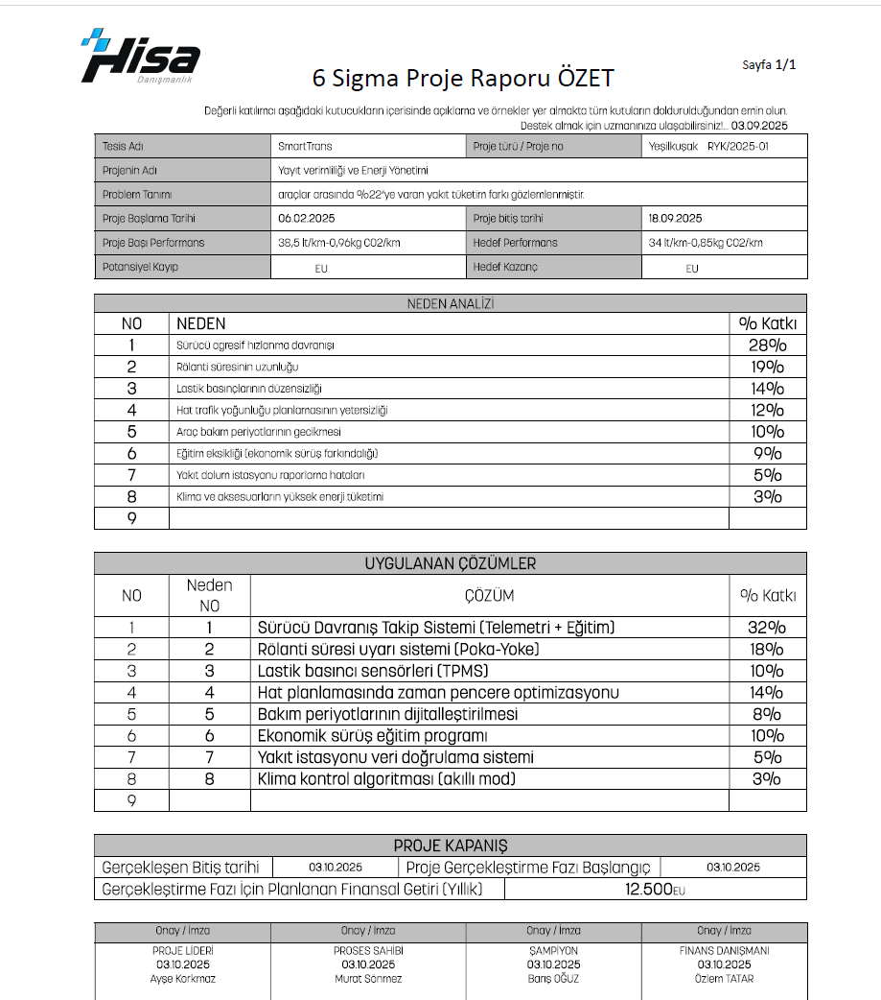 Hisa
Danışmanlık
6 Sigma Proje Raporu ÖZET
Sayfa 1/1
Değerli katılımcı aşağıdaki kutucukların içerisinde açıklama ve örnekler yer almakta tüm kutuların doldurulduğundan emin olun.
Destek almak için uzmanınıza ulaşabilirsiniz!.. 03.09.2025
Tesis Adı SmartTrans Proje türü / Proje no Yeşilkuşak RYK/2025-01
Projenin Adı Yayıt verimliliği ve Enerji Yönetimi
Problem Tanımı araçlar arasında %22'ye varan yakıt tüketim farkı gözlemlenmiştir.
Proje Başlama Tarihi 06.02.2025 Proje bitiş tarihi 18.09.2025
Proje Başı Performans 38,5 lt/km-0,96kg CO2/km Hedef Performans 34 lt/km-0,85kg CO2/km
Potansiyel Kayıp EU Hedef Kazanç EU
NEDEN ANALİZİ
NO NEDEN % Katkı
1 Sürücü agresif hızlanma davranışı 28%
2 Rölanti süresinin uzunluğu 19%
3 Lastik basınçlarının düzensizliği 14%
4 Hat trafik yoğunluğu planlamasının yetersizliği 12%
5 Araç bakım periyotlarının gecikmesi 10%
6 Eğitim eksikliği (ekonomik sürüş farkındalığı) 9%
7 Yakıt dolum istasyonu raporlama hataları 5%
8 Klima ve aksesuarların yüksek enerji tüketimi 3%
9
UYGULANAN ÇÖZÜMLER
NO Neden NO ÇÖZÜM % Katkı
1 1 Sürücü Davranış Takip Sistemi (Telemetri + Eğitim) 32%
2 2 Rölanti süresi uyarı sistemi (Poka-Yoke) 18%
3 3 Lastik basıncı sensörleri (TPMS) 10%
4 4 Hat planlamasında zaman pencere optimizasyonu 14%
5 5 Bakım periyotlarının dijitalleştirilmesi 8%
6 6 Ekonomik sürüş eğitim programı 10%
7 7 Yakıt istasyonu veri doğrulama sistemi 5%
8 8 Klima kontrol algoritması (akıllı mod) 3%
9
PROJE KAPANIŞ
Gerçekleşen Bitiş tarihi 03.10.2025 Proje Gerçekleştirme Fazı Başlangıç 03.10.2025
Gerçekleştirme Fazı İçin Planlanan Finansal Getiri (Yıllık) 12.500EU
Onay / İmza Onay / İmza Onay / İmza Onay / İmza
PROJE LİDERİ PROSES SAHİBİ ŞAMPİYON FİNANS DANIŞMANI
03.10.2025 03.10.2025 03.10.2025 03.10.2025
Ayşe Korkmaz Murat Sönmez Barış OĞUZ Özlem TATAR